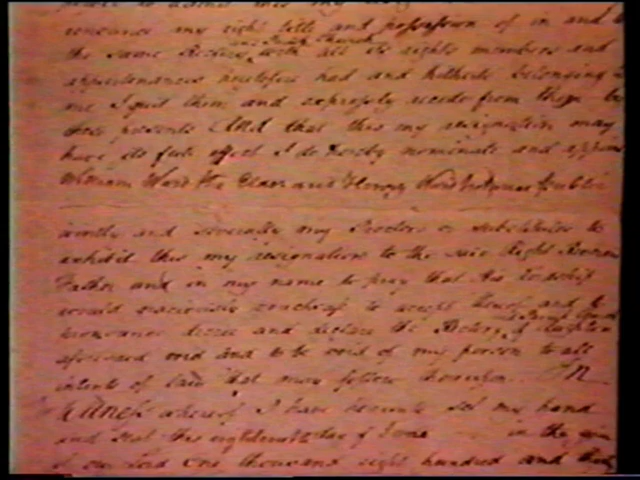 renounce my right title and possession of in and to
and Parish Church
the same Rectory with all its rights members and
appurtenances heretofore had and hitherto belonging to
me I quit them and expressly recede from them by
these presents And that this my resignation may
have its full effect I do hereby nominate and appoint
William Ward the Elder and Henry Ward Notaries Public
jointly and severally my Proctors or substitutes to
exhibit this my resignation to the said Right Reverend
Father and in my name to pray that his Lordship
would graciously vouchsafe to accept thereof and to
pronounce decree and declare the Rectory of
aforesaid void and to be void of my person to all
intents of law that may follow thereupon. In
Witness whereof I have hereunto set my hand
and Seal this eighteenth day of June in the year
of our Lord one thousand eight hundred and